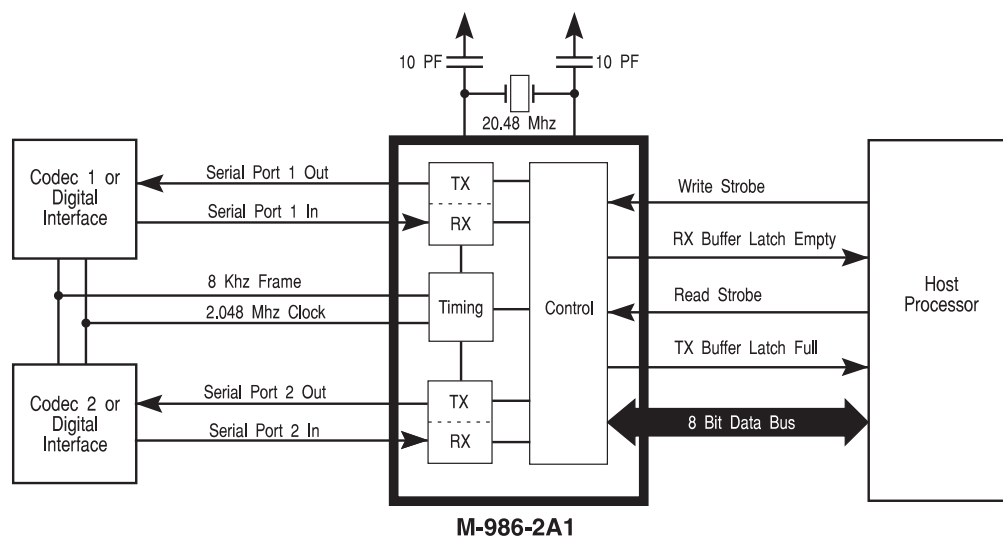 10 PF
10 PF
20.48 Mhz
Codec 1 or
Digital
Interface
Serial Port 1 Out
Serial Port 1 In
8 Khz Frame
2.048 Mhz Clock
Codec 2 or
Digital
Interface
Serial Port 2 Out
Serial Port 2 In
TX
RX
Timing
TX
RX
Control
Write Strobe
RX Buffer Latch Empty
Read Strobe
TX Buffer Latch Full
8 Bit Data Bus
Host
Processor
M-986-2A1